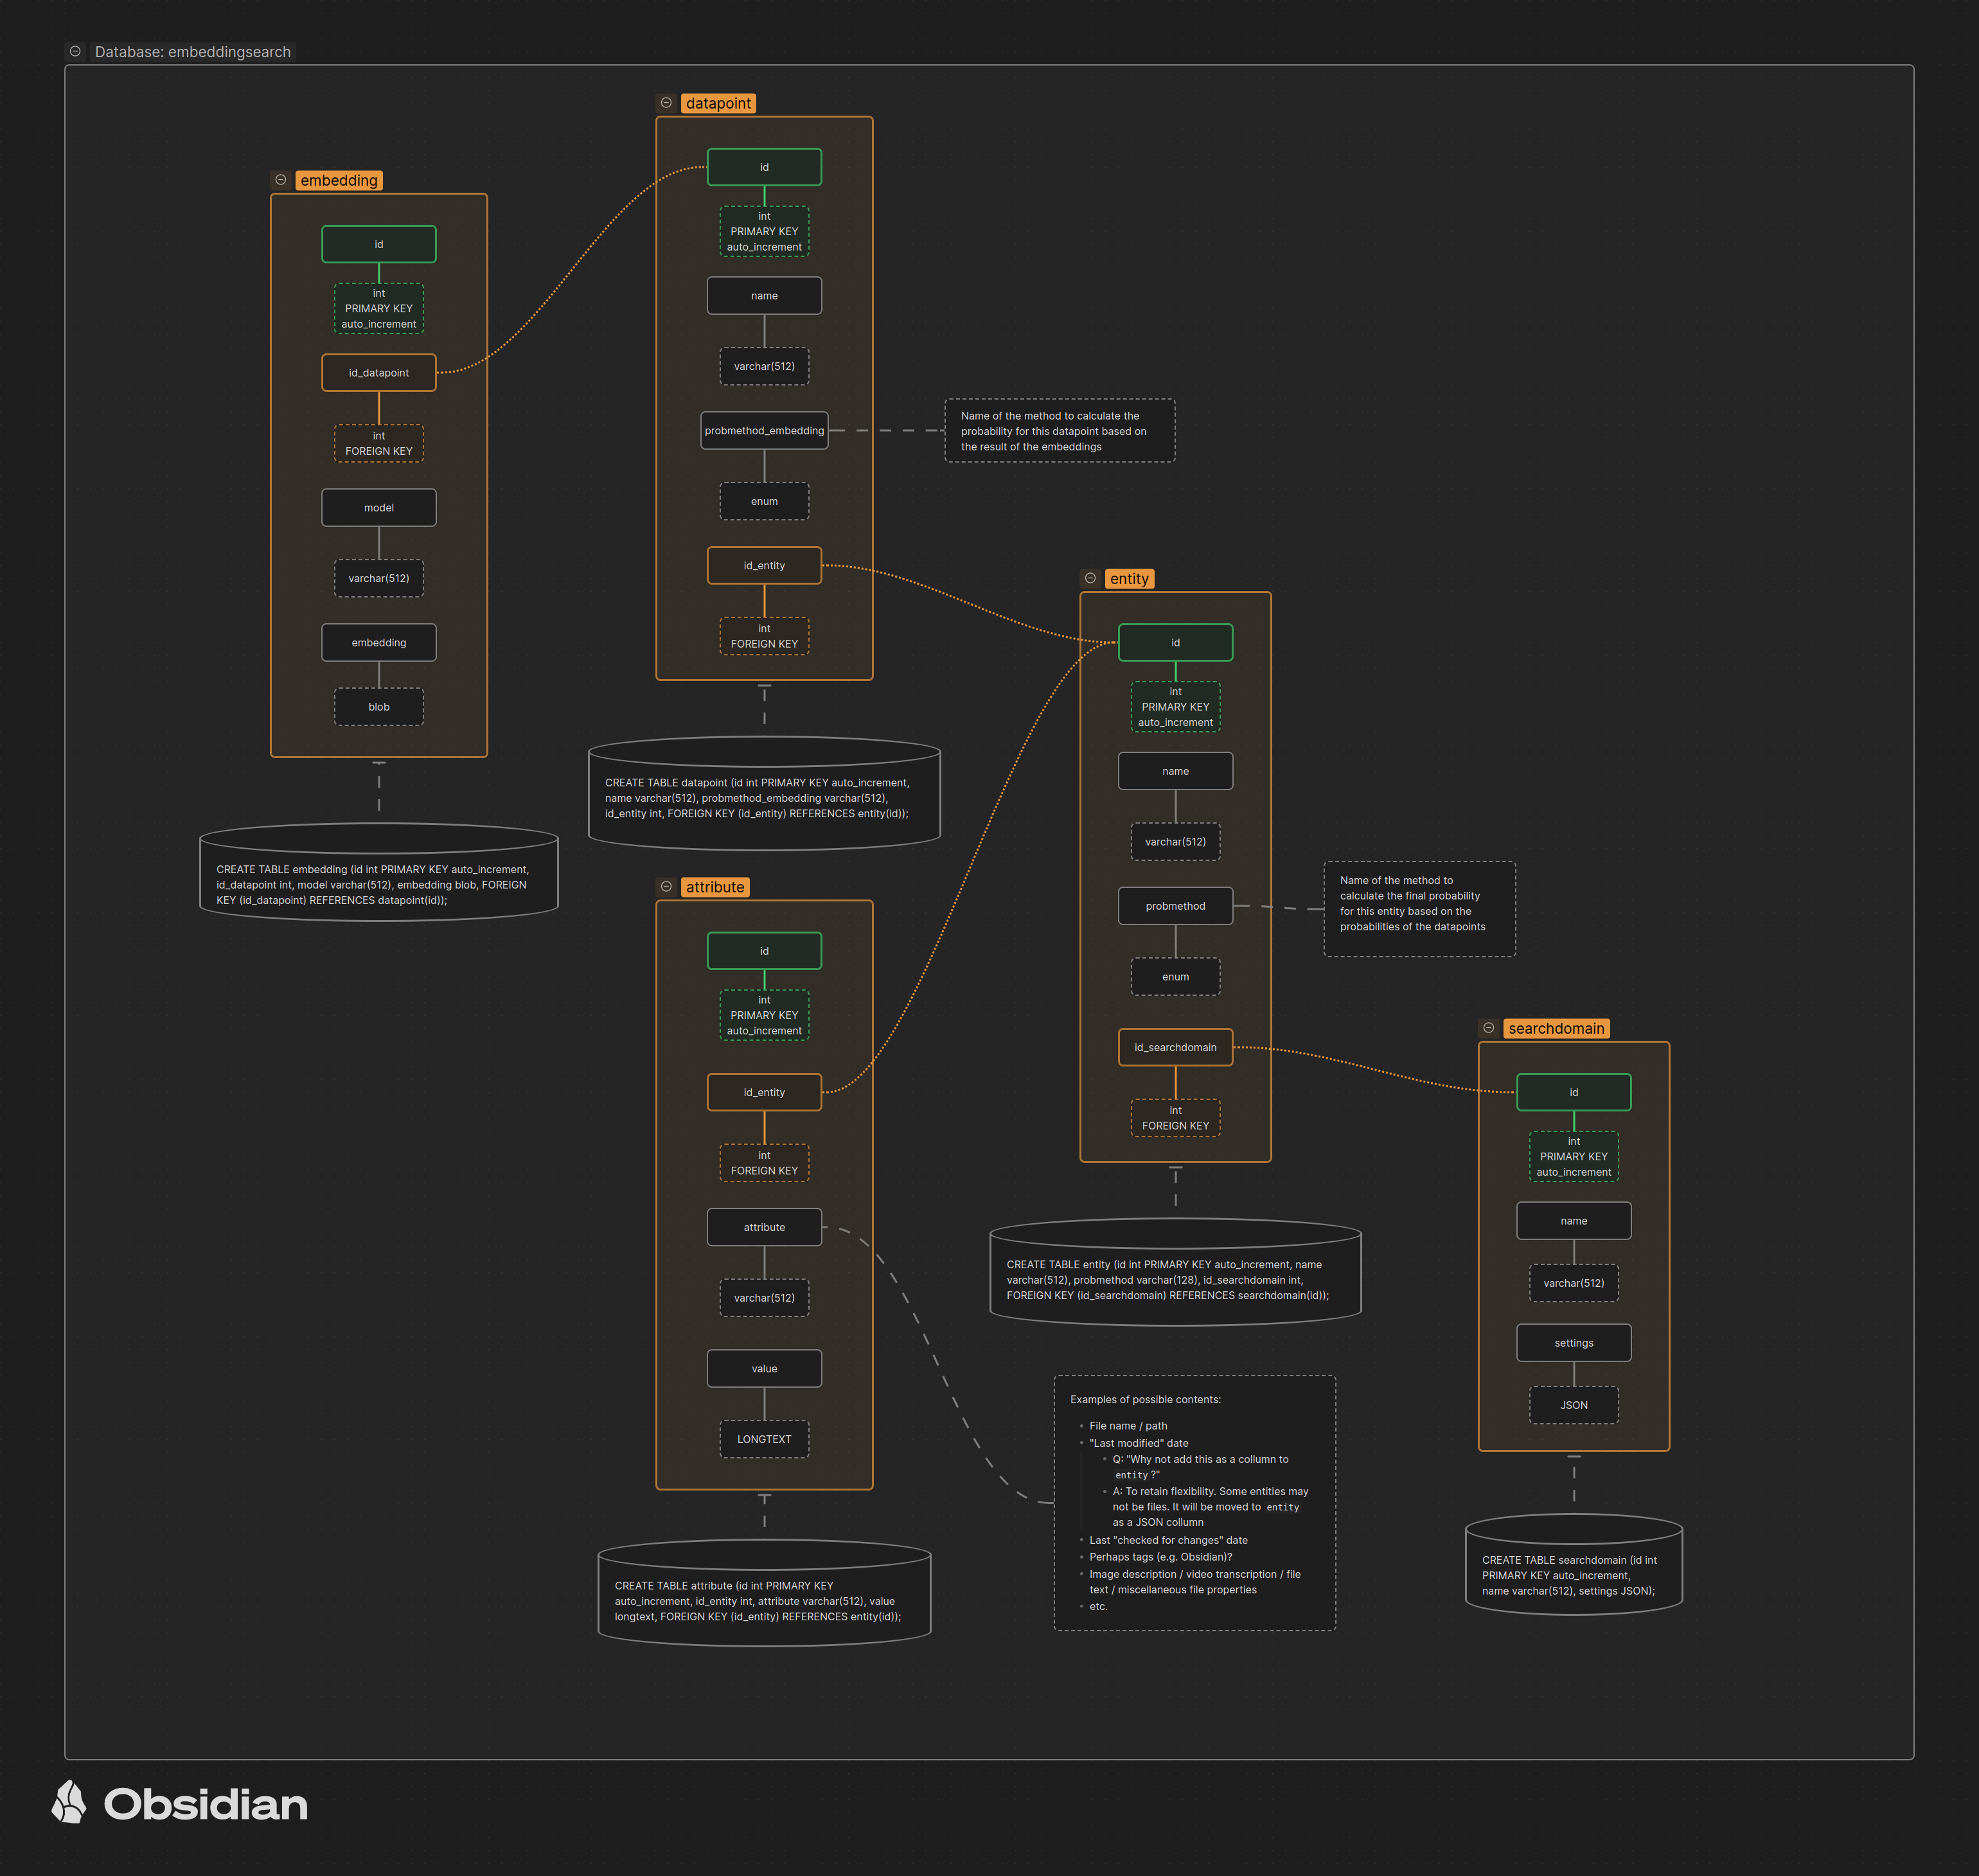 Database: embeddingsearch
embedding
id
int
PRIMARY KEY
auto_increment
id_datapoint
int
FOREIGN KEY
model
varchar(512)
embedding
blob
CREATE TABLE embedding (id int PRIMARY KEY auto_increment,
id_datapoint int, model varchar(512), embedding blob, FOREIGN
KEY (id_datapoint) REFERENCES datapoint(id));
datapoint
id
int
PRIMARY KEY
auto_increment
name
varchar(512)
probmethod_embedding
enum
id_entity
int
FOREIGN KEY
Name of the method to calculate the
probability for this datapoint based on
the result of the embeddings
CREATE TABLE datapoint (id int PRIMARY KEY auto_increment,
name varchar(512), probmethod_embedding varchar(512),
id_entity int, FOREIGN KEY (id_entity) REFERENCES entity(id));
attribute
id
int
PRIMARY KEY
auto_increment
id_entity
int
FOREIGN KEY
attribute
varchar(512)
value
LONGTEXT
CREATE TABLE attribute (id int PRIMARY KEY
auto_increment, id_entity int, attribute varchar(512), value
longtext, FOREIGN KEY (id_entity) REFERENCES entity(id));
entity
id
int
PRIMARY KEY
auto_increment
name
varchar(512)
probmethod
enum
id_searchdomain
int
FOREIGN KEY
Name of the method to
calculate the final probability
for this entity based on the
probabilities of the datapoints
CREATE TABLE entity (id int PRIMARY KEY auto_increment, name
varchar(512), probmethod varchar(128), id_searchdomain int,
FOREIGN KEY (id_searchdomain) REFERENCES searchdomain(id));
Examples of possible contents:
• File name / path
• "Last modified" date
• Q: "Why not add this as a collumn to
entity ?"
• A: To retain flexibility. Some entities may
not be files. It will be moved to entity
as a JSON collumn
• Last "checked for changes" date
• Perhaps tags (e.g. Obsidian)?
• Image description / video transcription / file
text / miscellaneous file properties
• etc.
searchdomain
id
int
PRIMARY KEY
auto_increment
name
varchar(512)
settings
JSON
CREATE TABLE searchdomain (id int
PRIMARY KEY auto_increment,
name varchar(512), settings JSON);
Obsidian